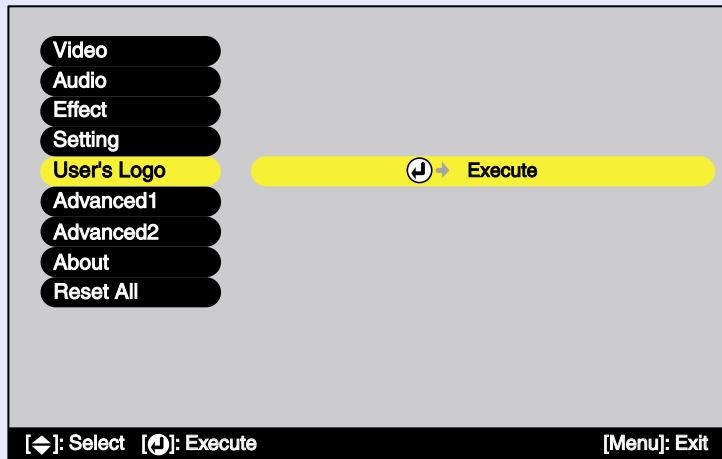 Video
Audio
Effect
Setting
User's Logo Execute
Advanced1
Advanced2
About
Reset All
[]: Select []: Execute [Menu]: Exit